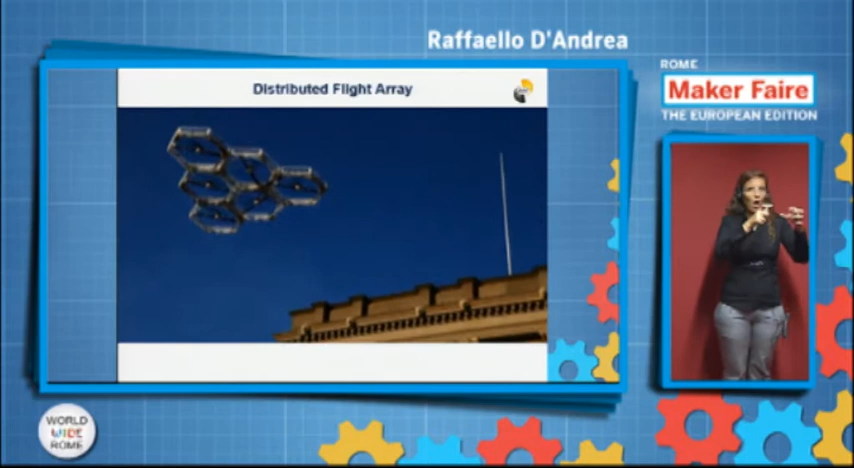 Raffaello D'Andrea
ROME
Maker Faire
THE EUROPEAN EDITION
Distributed Flight Array
WORLD
WIDE
ROME